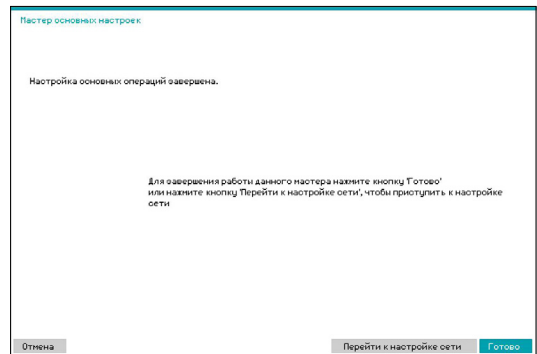 Мастер основных настроек
Настройка основных операций завершена.
Для завершения работы данного мастера нажмите кнопку 'Готово'
или нажмите кнопку 'Перейти к настройке сети', чтобы приступить к настройке
сети
Отмена
Перейти к настройке сети
Готово